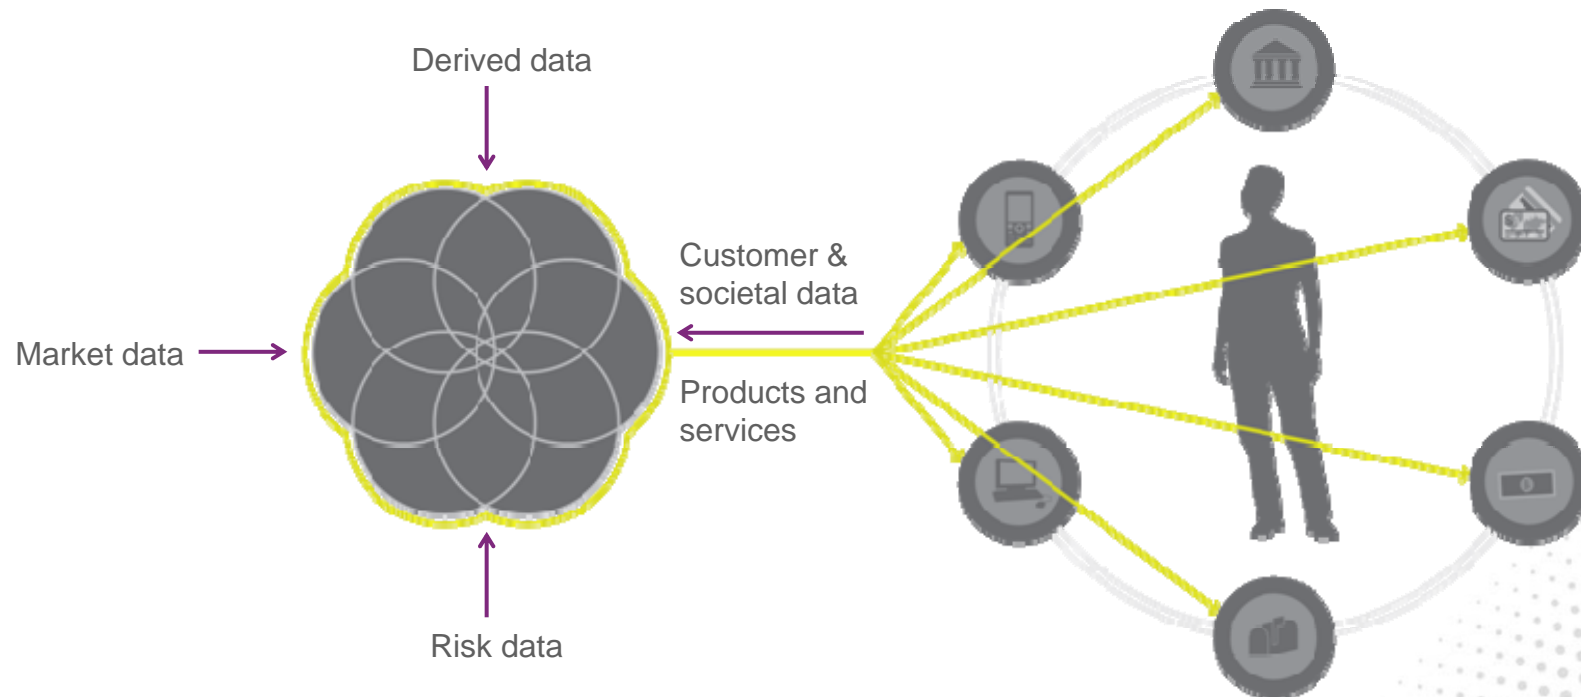 Derived data
Customer &
societal data
Market data
Products and
services
Risk data